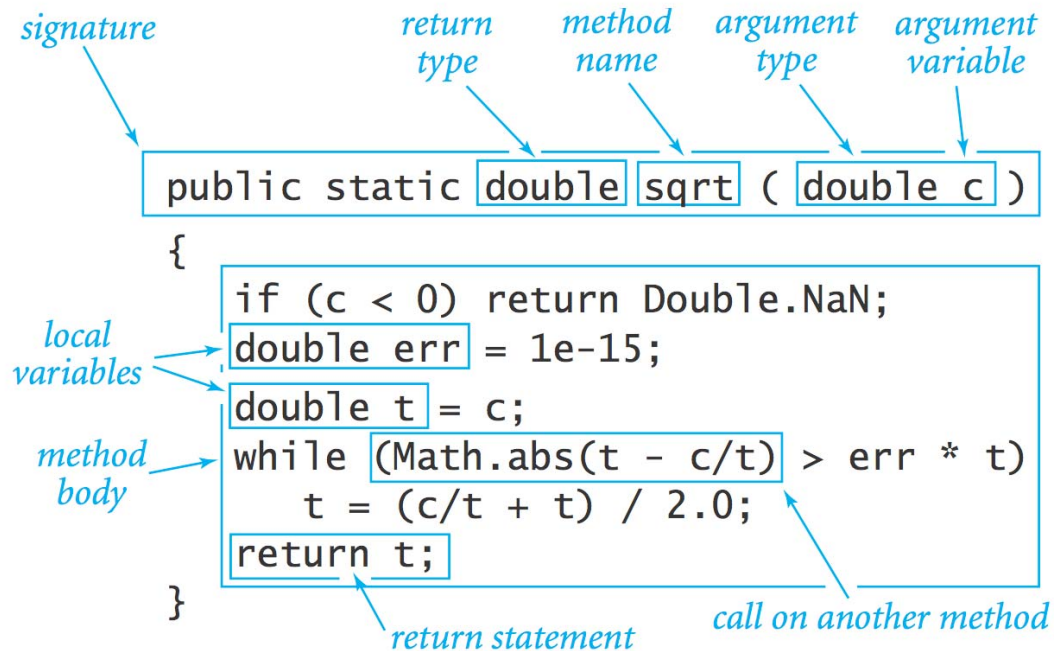 signature
return type
method name
argument type
argument variable
public static double sqrt ( double c )
{
if (c < 0) return Double.NaN;
local variables
double err = 1e-15;
double t = c;
method body
while (Math.abs(t - c/t) > err * t)
t = (c/t + t) / 2.0;
return t;
}
return statement
call on another method